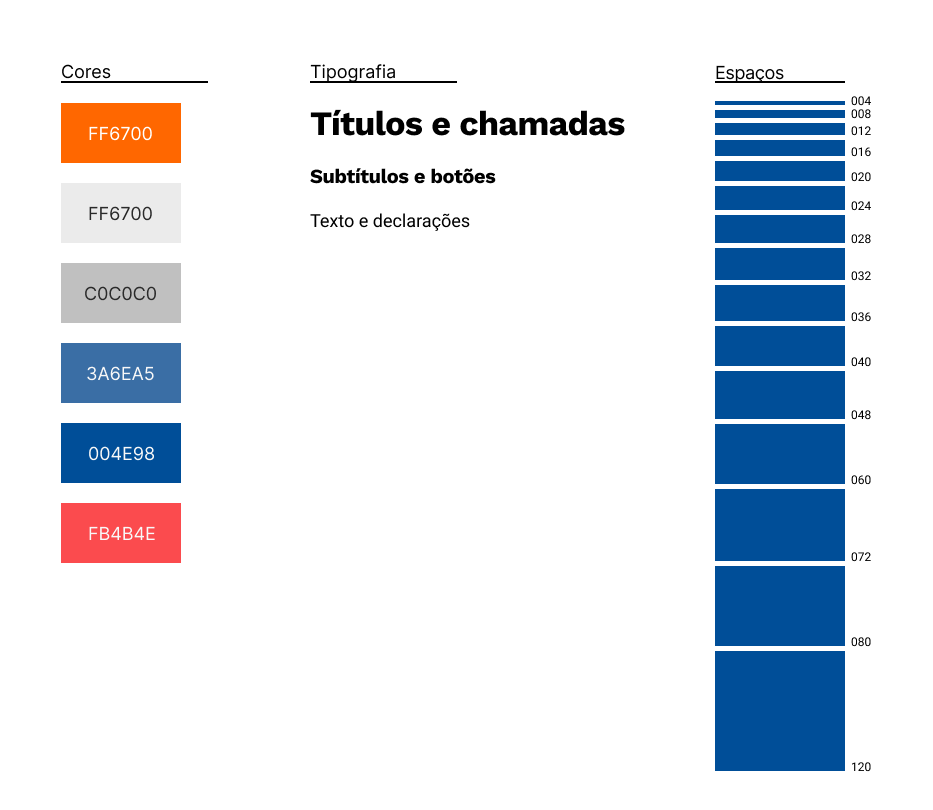 Cores
FF6700
FF6700
C0C0C0
3A6EA5
004E98
FB4B4E
Tipografia
Títulos e chamadas
Subtítulos e botões
Texto e declarações
Espaços
004
008
012
016
020
024
028
032
036
040
048
060
072
080
120